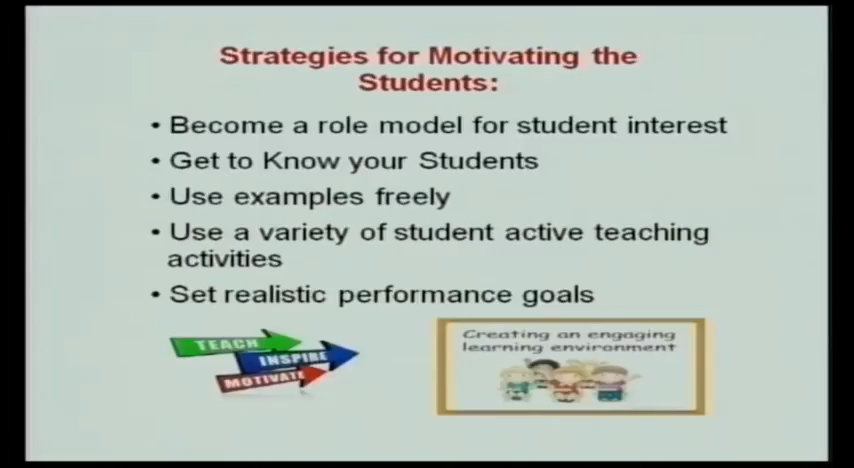 Strategies for Motivating the
Students:
• Become a role model for student interest
• Get to Know your Students
• Use examples freely
• Use a variety of student active teaching
activities
• Set realistic performance goals
TEACH
INSPIRE
MOTIVATE
Creating an engaging
learning environment